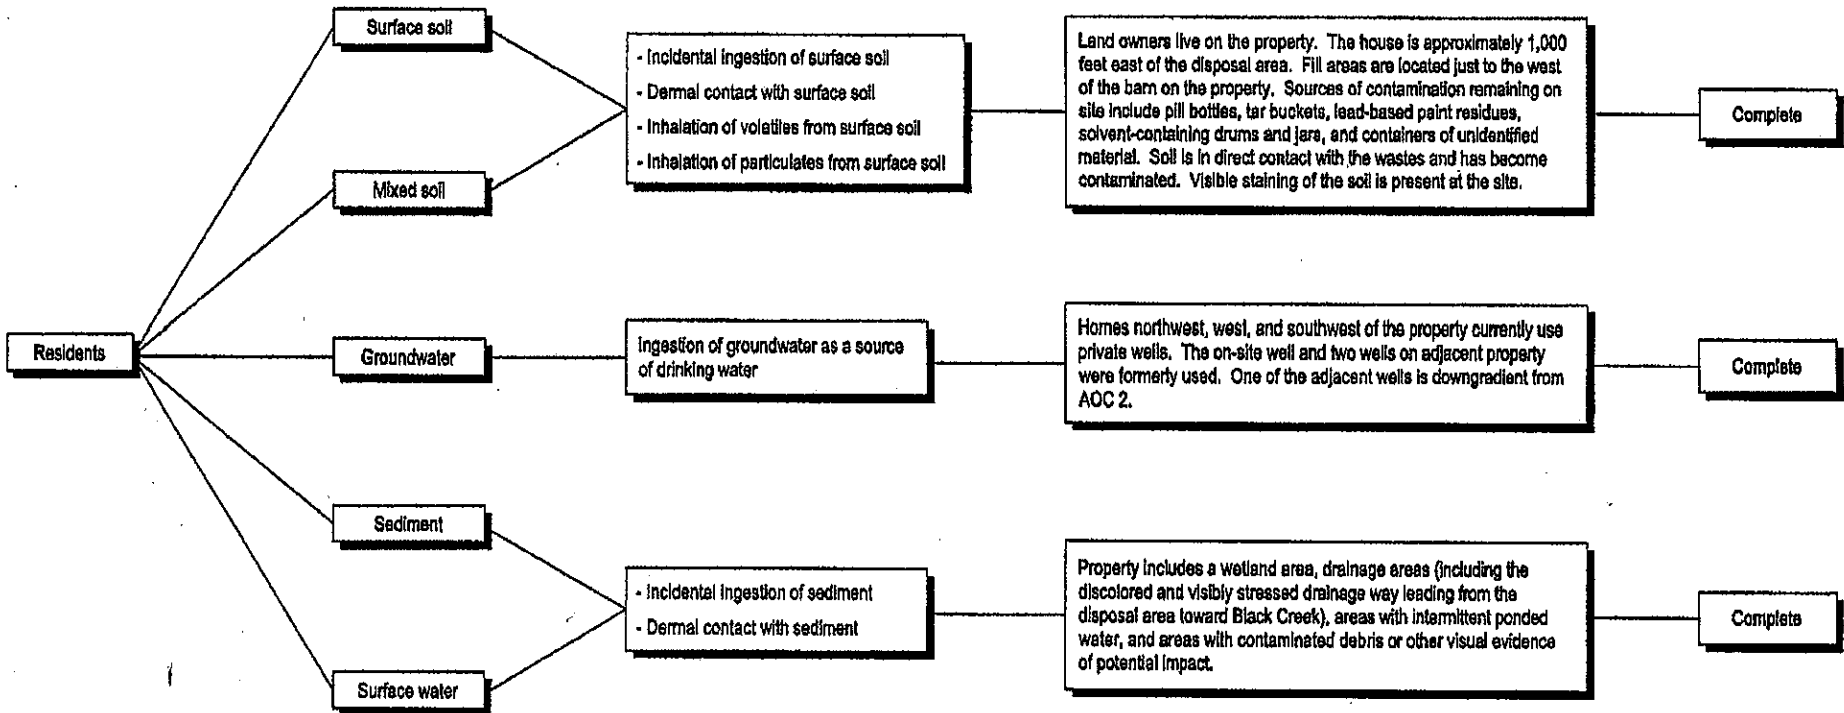 Residents
Surface soil
Mixed soil
Groundwater
Sediment
Surface water
- Incidental ingestion of surface soil
- Dermal contact with surface soil
- Inhalation of volatiles from surface soil
- Inhalation of particulates from surface soil
Land owners live on the property. The house is approximately 1,000
feet east of the disposal area. Fill areas are located just to the west
of the barn on the property. Sources of contamination remaining on
site include pill bottles, tar buckets, lead-based paint residues,
solvent-containing drums and jars, and containers of unidentified
material. Soil is in direct contact with the wastes and has become
contaminated. Visible staining of the soil is present at the site.
Complete
Ingestion of groundwater as a source
of drinking water
Homes northwest, west, and southwest of the property currently use
private wells. The on-site well and two wells on adjacent property
were formerly used. One of the adjacent wells is downgradient from
AOC 2.
Complete
- Incidental ingestion of sediment
- Dermal contact with sediment
Property includes a wetland area, drainage areas (including the
discolored and visibly stressed drainage way leading from the
disposal area toward Black Creek), areas with intermittent ponded
water, and areas with contaminated debris or other visual evidence
of potential impact.
Complete